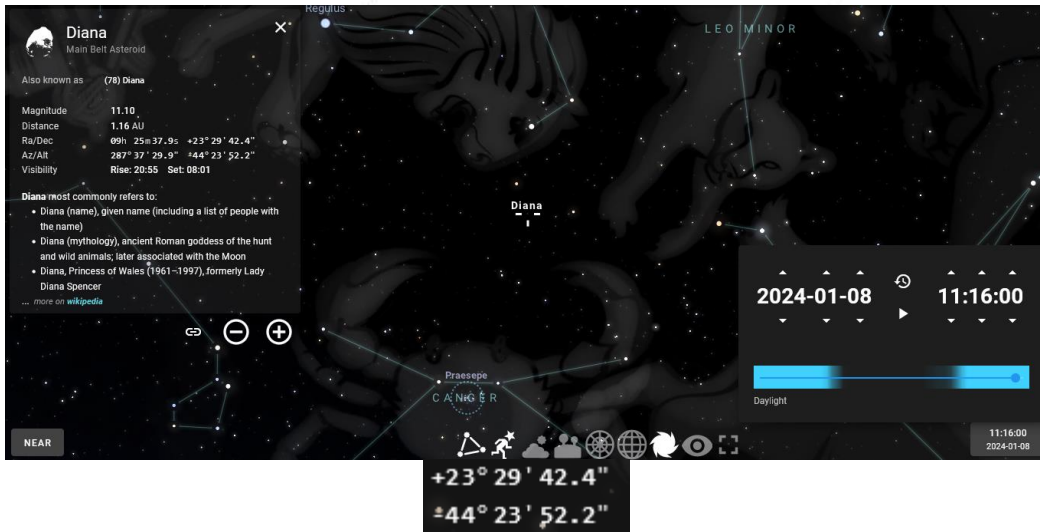 Regulus
LEO MINOR
Diana
Main Belt Asteroid
Also known as (78) Diana
Magnitude 11.10
Distance 1.16 AU
Ra/Dec 09h 25m37.9s +23°29'42.4"
Az/Alt 287°37'29.9" 44°23'52.2"
Visibility Rise: 20:55 Set: 08:01
Diana most commonly refers to:
Diana (name), given name (including a list of people with
the name)
Diana (mythology), ancient Roman goddess of the hunt
and wild animals; later associated with the Moon
Diana, Princess of Wales (1961–1997), formerly Lady
Diana Spencer
... more on wikipedia
Diana
2024-01-08 11:16:00
Daylight
Praesepe
CANCER
NEAR
11:16:00
2024-01-08
+23°29'42.4"
44°23'52.2"